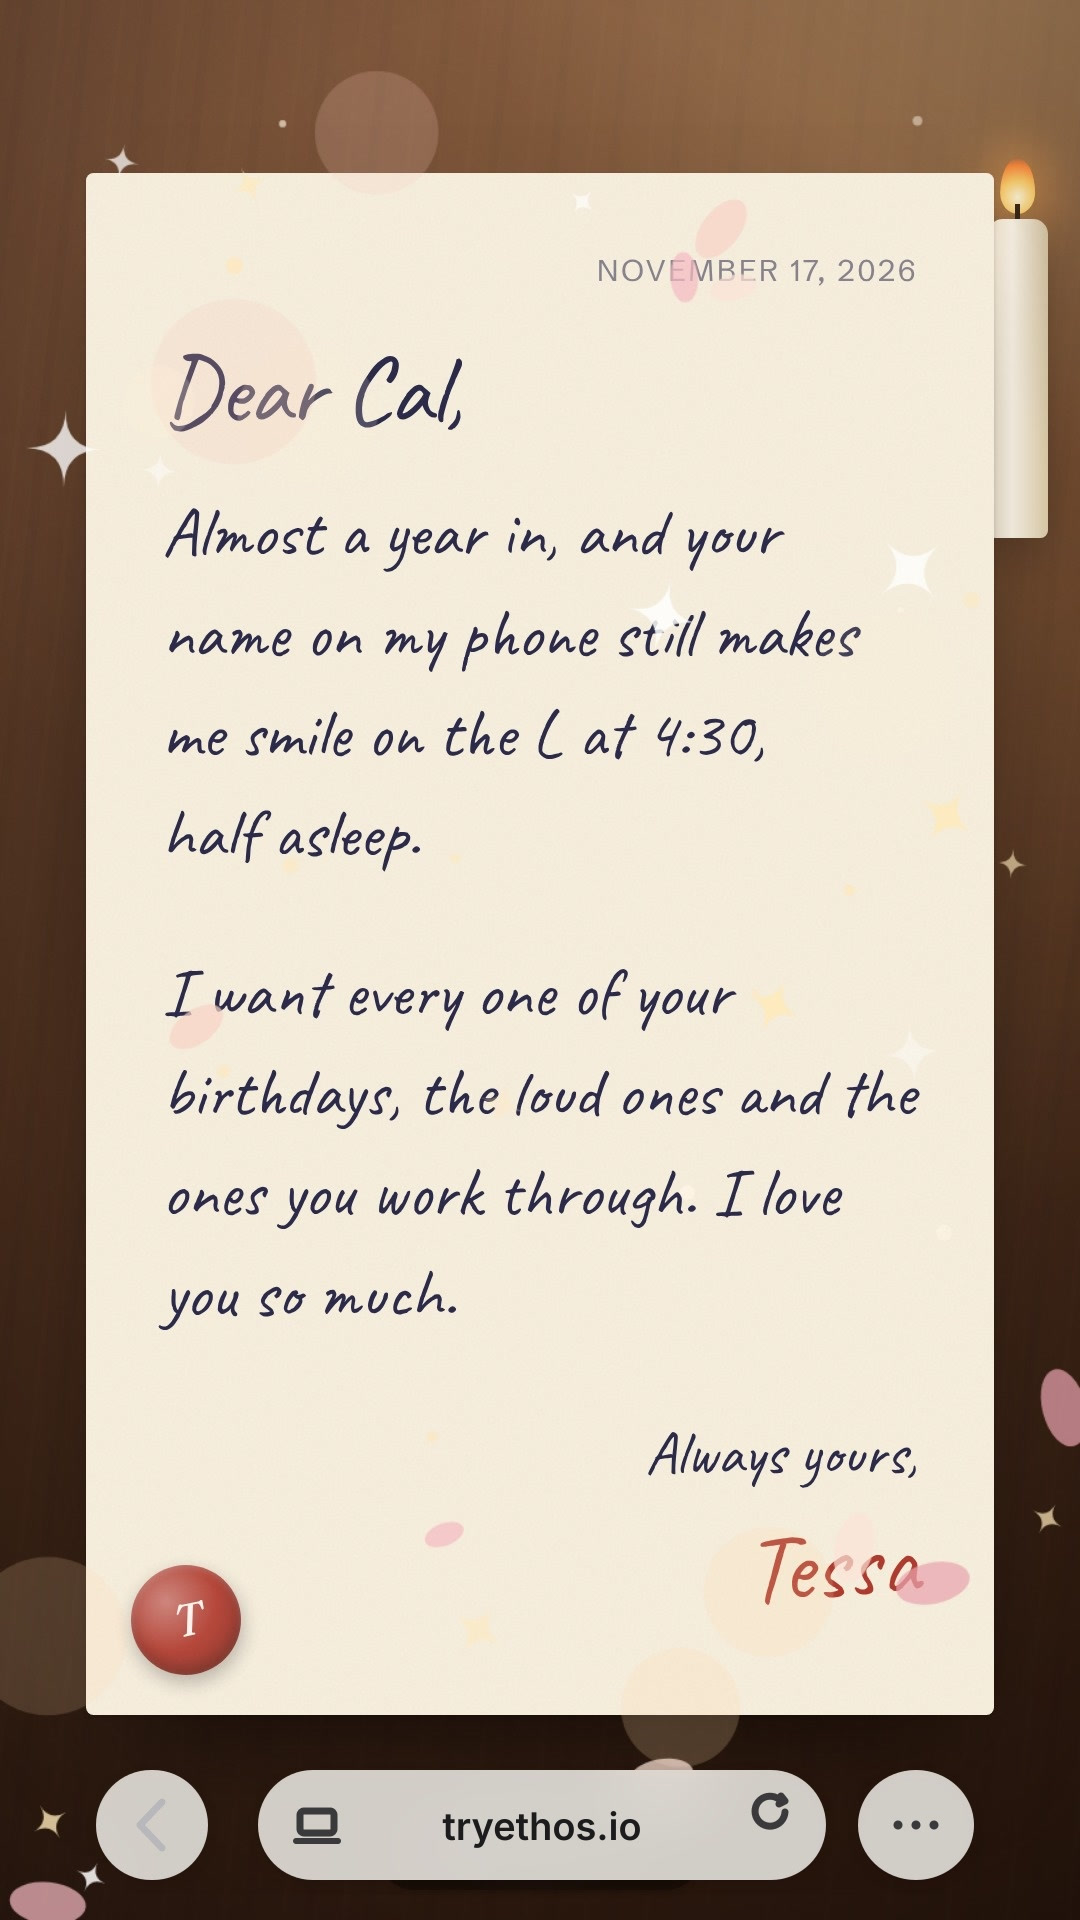 NOVEMBER 17, 2026
Dear Cal,
Almost a year in, and your
name on my phone still makes
me smile on the L at 4:30,
half asleep.
I want every one of your
birthdays, the loud ones and the
ones you work through. I love
you so much.
Always yours,
Tessa
T
tryethos.io